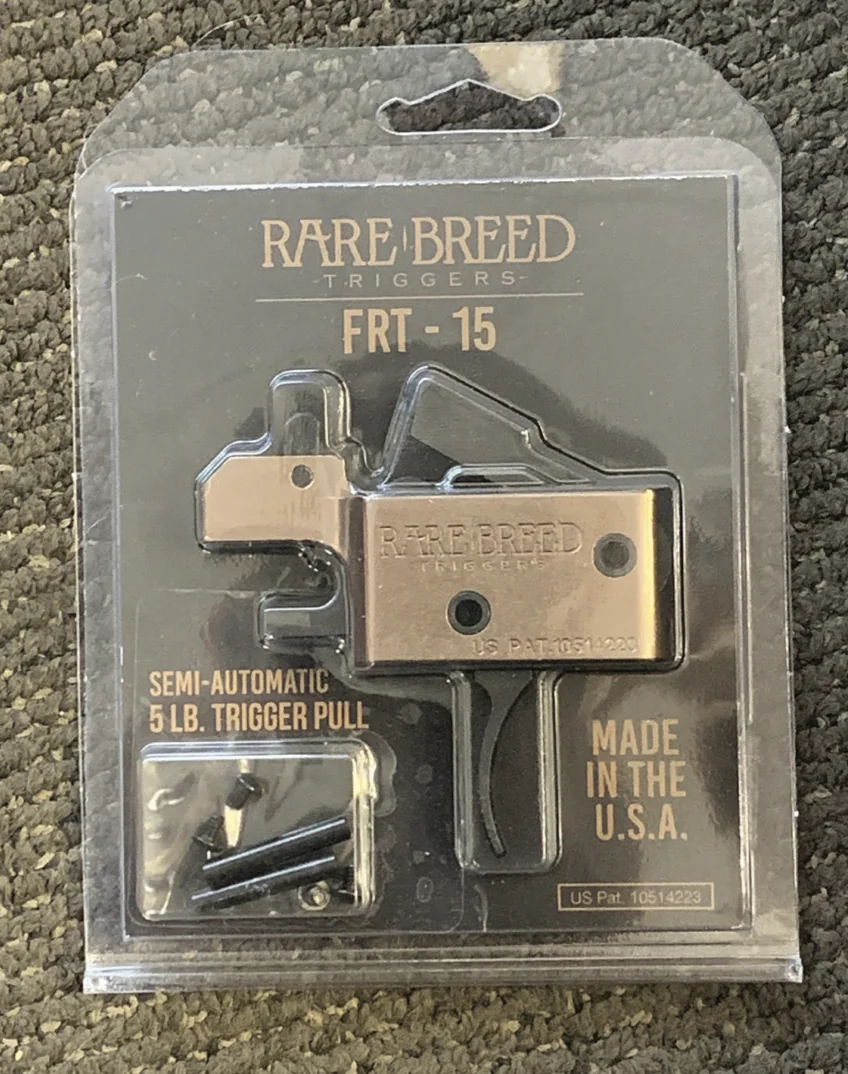 RARE BREED
TRIGGERS
FRT - 15
RARE BREED
TRIGGERS
US PAT.10514223
SEMI-AUTOMATIC
5 LB. TRIGGER PULL
MADE
IN THE
U.S.A.
US Pat. 10514223